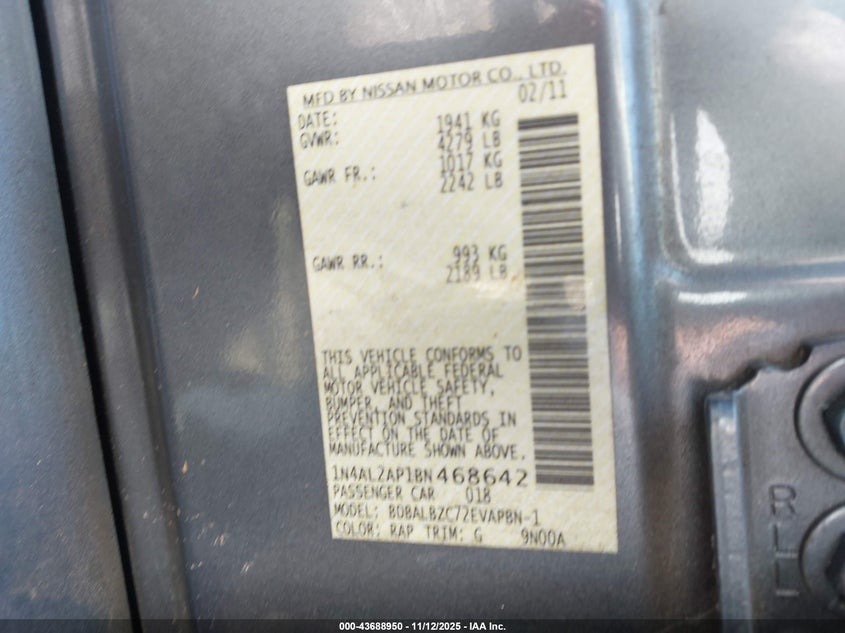 MFD BY NISSAN MOTOR CO., LTD.
DATE: 02/11
GVWR: 1941 KG
4279 LB
GAWR FR.: 1017 KG
2242 LB
GAWR RR.: 993 KG
2189 LB
THIS VEHICLE CONFORMS TO
ALL APPLICABLE FEDERAL
MOTOR VEHICLE SAFETY,
BUMPER, AND THEFT
PREVENTION STANDARDS IN
EFFECT ON THE DATE OF
MANUFACTURE SHOWN ABOVE.
1N4AL2AP1BN468642
PASSENGER CAR 018
MODEL: BDBALBZC72EVAPBN-1
COLOR: RAP TRIM: G 9N00A
RLL
000-43688950 - 11/12/2025 - IAA Inc.